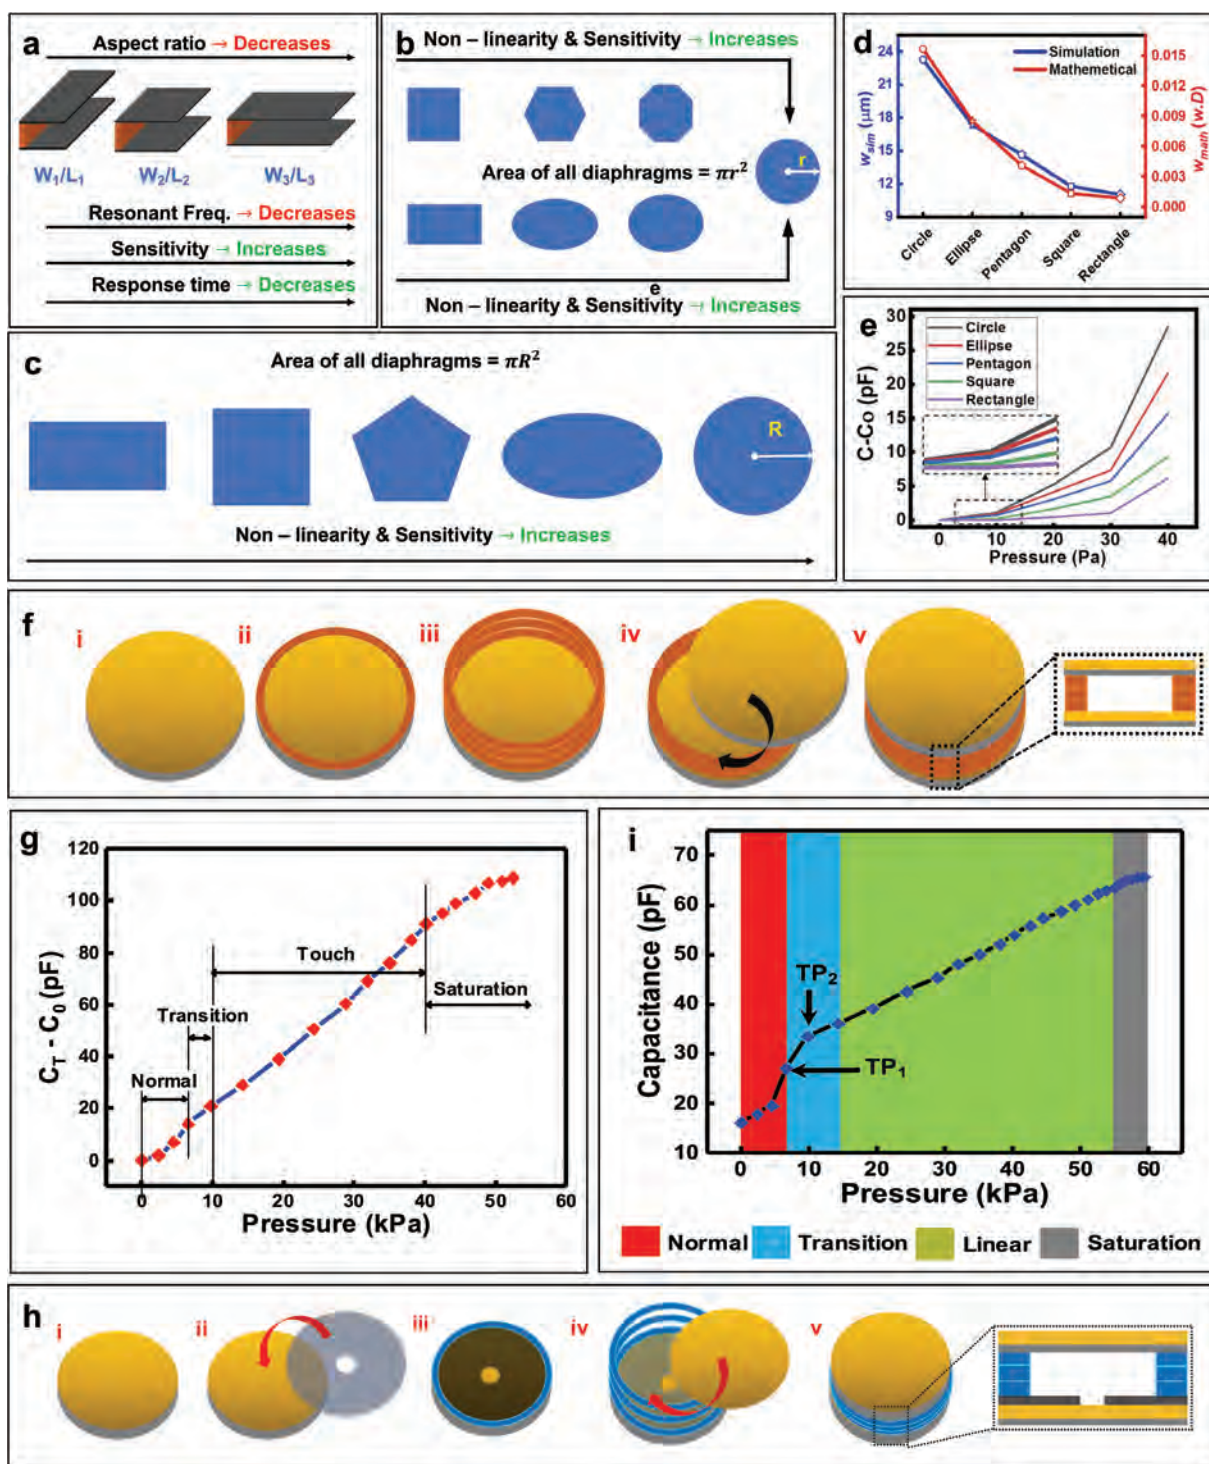 a
Aspect ratio → Decreases
W₁/L₁
W₂/L₂
W₃/L₃
Resonant Freq. → Decreases
Sensitivity → Increases
Response time → Decreases
b
Non – linearity & Sensitivity → Increases
Area of all diaphragms = πr²
r
e
Non – linearity & Sensitivity → Increases
c
Area of all diaphragms = πR²
R
Non – linearity & Sensitivity → Increases
d
Simulation
Mathemetical
24
21
18
15
12
9
w_sim (μm)
0.015
0.012
0.009
0.006
0.003
0.000
w_math (w.D)
Circle
Ellipse
Pentagon
Square
Rectangle
e
30
25
20
15
10
5
0
C-Co (pF)
Circle
Ellipse
Pentagon
Square
Rectangle
0 10 20 30 40
Pressure (Pa)
f
i
ii
iii
iv
v
g
120
100
80
60
40
20
0
C_T - C₀ (pF)
Touch
Saturation
Transition
Normal
0 10 20 30 40 50 60
Pressure (kPa)
i
70
60
50
40
30
20
10
Capacitance (pF)
TP₂
TP₁
0 10 20 30 40 50 60
Pressure (kPa)
Normal
Transition
Linear
Saturation
h
i
ii
iii
iv
v